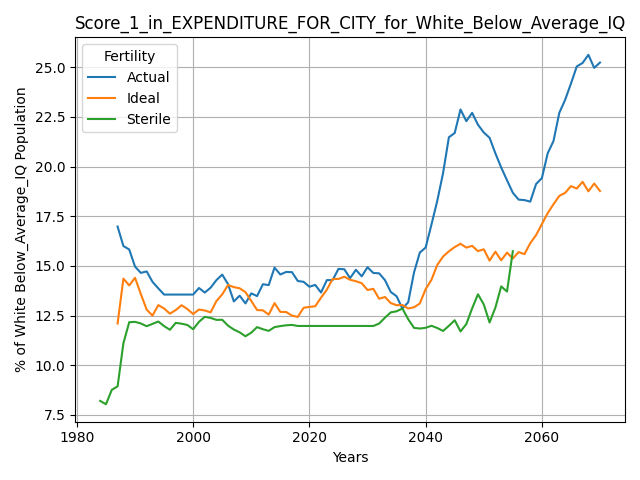 Score_1_in_EXPENDITURE_FOR_CITY_for_White_Below_Average_IQ
Fertility
Actual
Ideal
Sterile
% of White Below_Average_IQ Population
25.0
22.5
20.0
17.5
15.0
12.5
10.0
7.5
1980
2000
2020
2040
2060
Years